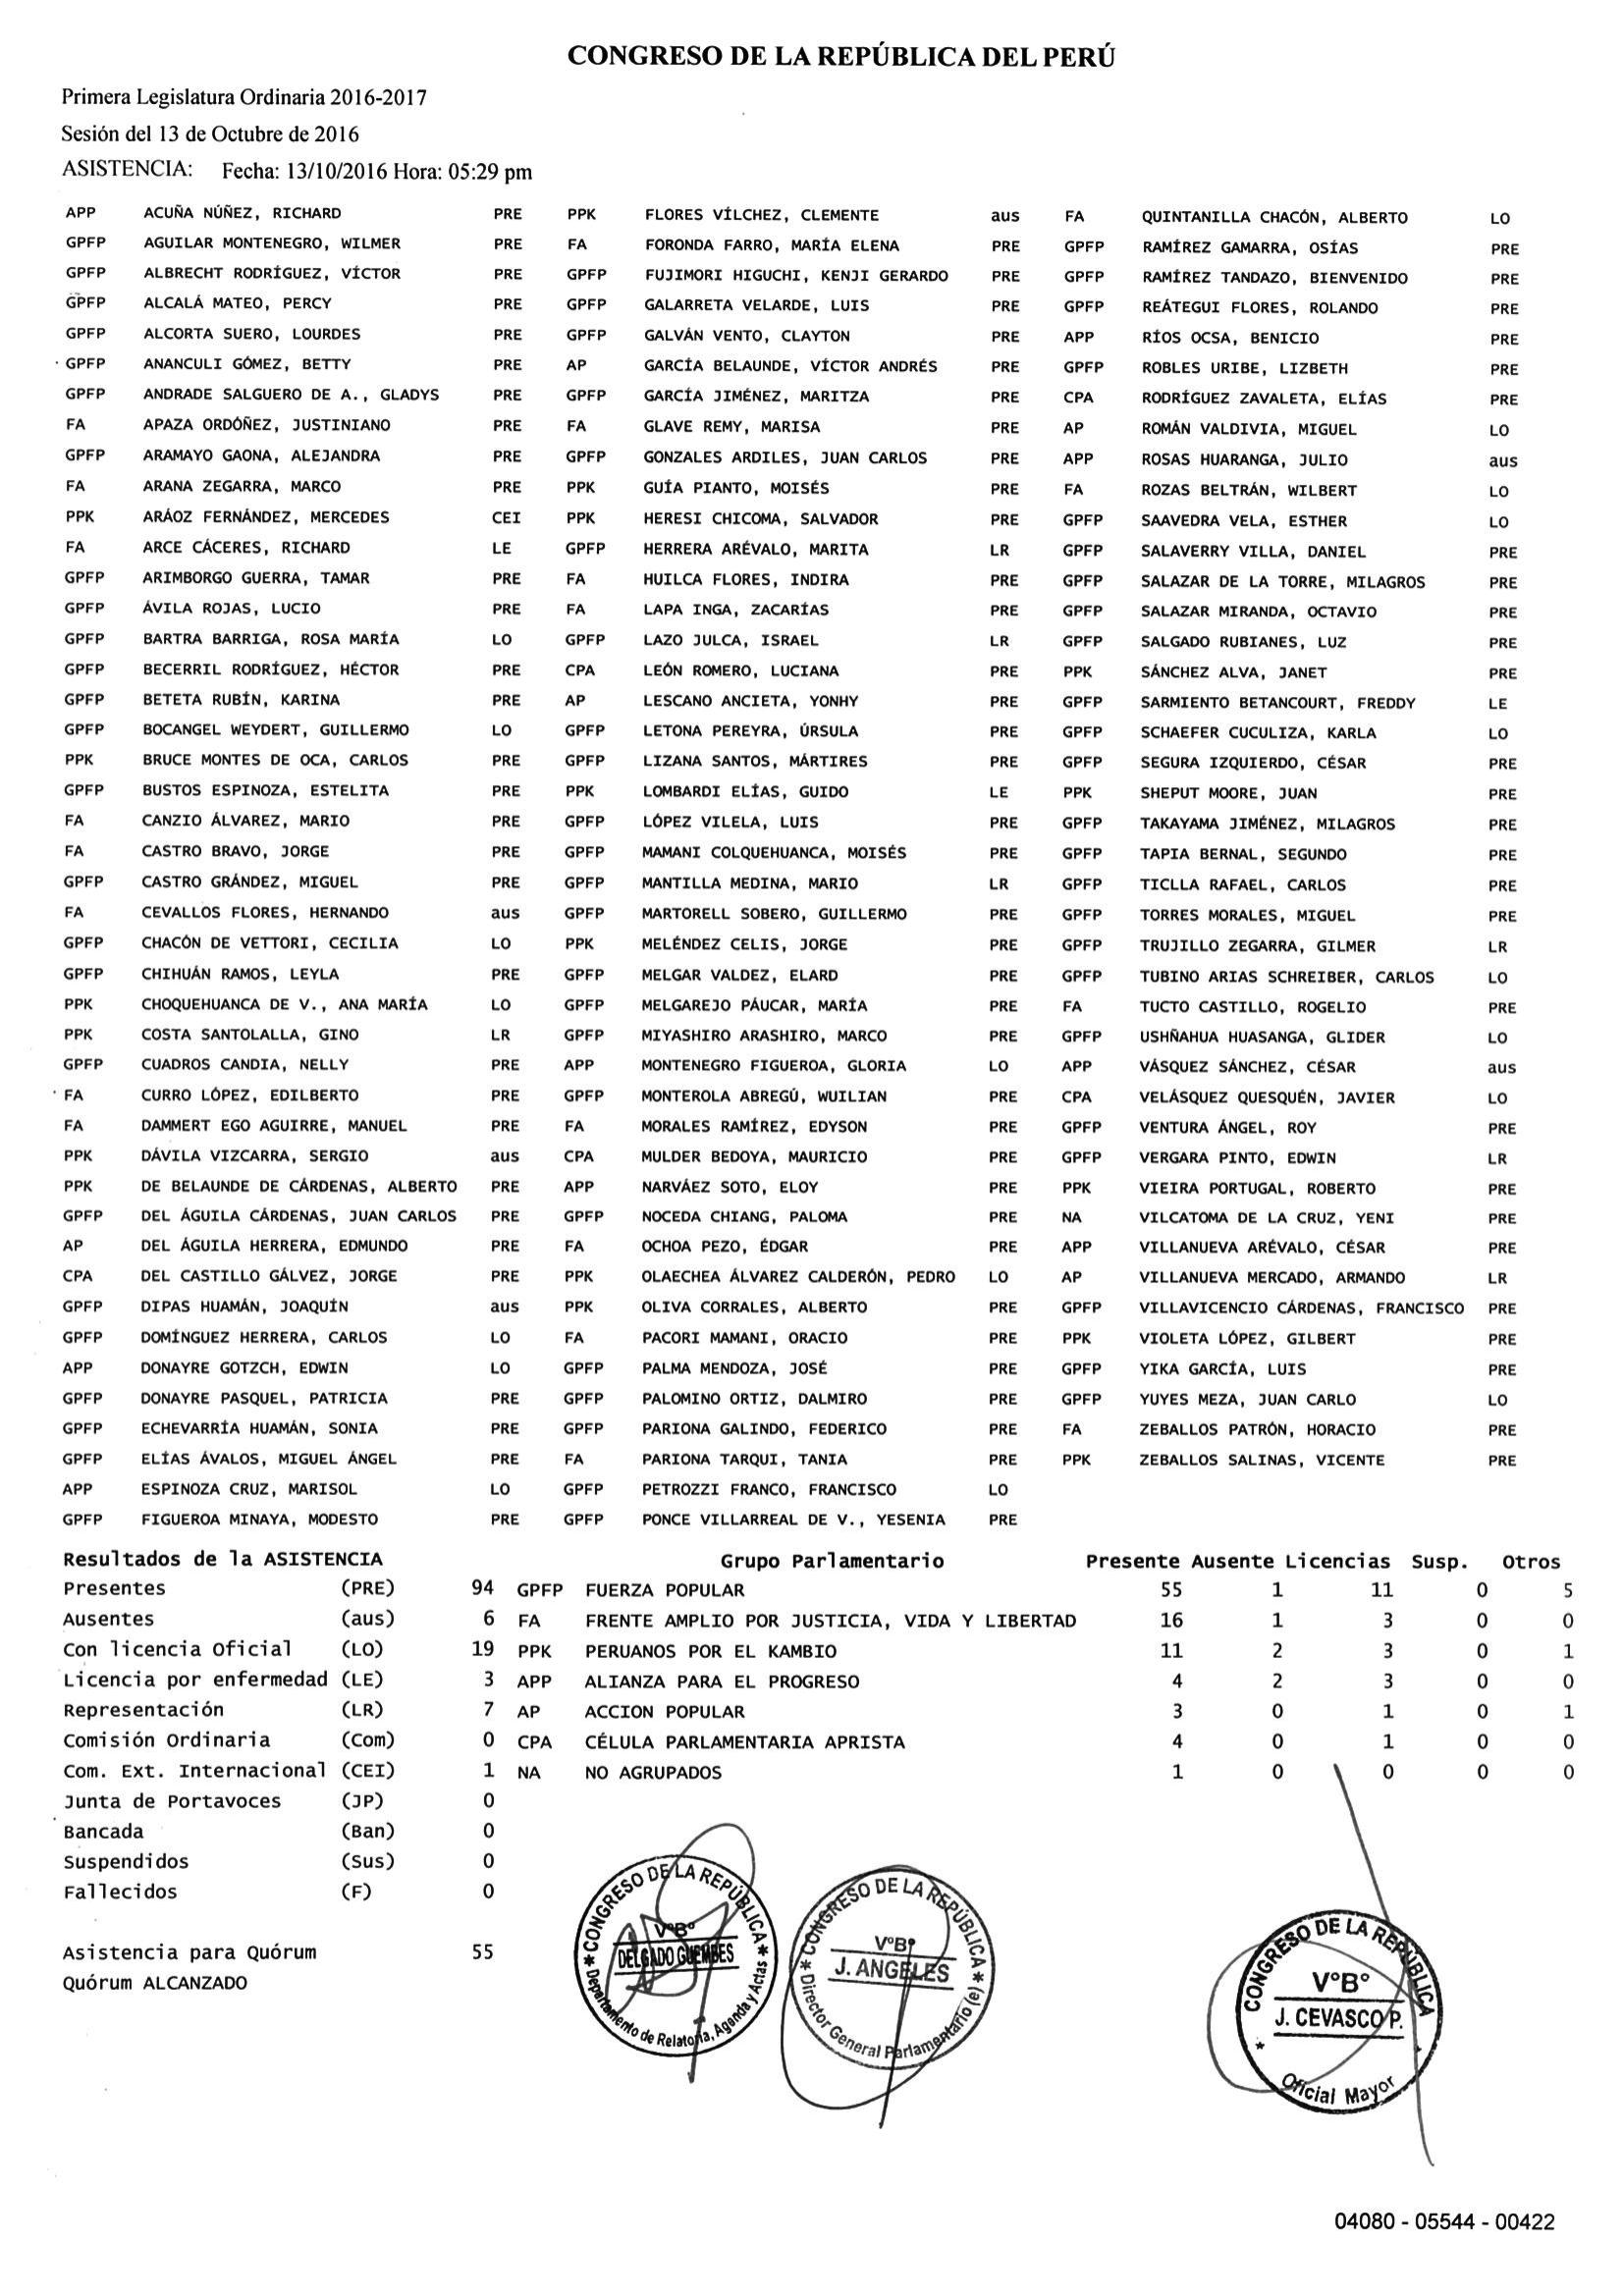 CONGRESO DE LA REPÚBLICA DEL PERÚ
Primera Legislatura Ordinaria 2016-2017
Sesión del 13 de Octubre de 2016
ASISTENCIA: Fecha: 13/10/2016 Hora: 05:29 pm
APP ACUÑA NÚÑEZ, RICHARD PRE PPK FLORES VÍLCHEZ, CLEMENTE aus FA QUINTANILLA CHACÓN, ALBERTO LO
GPFP AGUILAR MONTENEGRO, WILMER PRE FA FORONDA FARRO, MARÍA ELENA PRE GPFP RAMÍREZ GAMARRA, OSÍAS PRE
GPFP ALBRECHT RODRÍGUEZ, VÍCTOR PRE GPFP FUJIMORI HIGUCHI, KENJI GERARDO PRE GPFP RAMÍREZ TANDAZO, BIENVENIDO PRE
GPFP ALCALÁ MATEO, PERCY PRE GPFP GALARRETA VELARDE, LUIS PRE GPFP REÁTEGUI FLORES, ROLANDO PRE
GPFP ALCORTA SUERO, LOURDES PRE GPFP GALVÁN VENTO, CLAYTON PRE APP RÍOS OCSA, BENICIO PRE
GPFP ANANCULI GÓMEZ, BETTY PRE AP GARCÍA BELAUNDE, VÍCTOR ANDRÉS PRE GPFP ROBLES URIBE, LIZBETH PRE
GPFP ANDRADE SALGUERO DE A., GLADYS PRE GPFP GARCÍA JIMÉNEZ, MARITZA PRE CPA RODRÍGUEZ ZAVALETA, ELÍAS PRE
FA APAZA ORDÓÑEZ, JUSTINIANO PRE FA GLAVE REMY, MARISA PRE AP ROMÁN VALDIVIA, MIGUEL LO
GPFP ARAMAYO GAONA, ALEJANDRA PRE GPFP GONZALES ARDILES, JUAN CARLOS PRE APP ROSAS HUARANGA, JULIO aus
FA ARANA ZEGARRA, MARCO PRE PPK GUÍA PIANTO, MOISÉS PRE FA ROZAS BELTRÁN, WILBERT LO
PPK ARÁOZ FERNÁNDEZ, MERCEDES CEI PPK HERESI CHICOMA, SALVADOR PRE GPFP SAAVEDRA VELA, ESTHER LO
FA ARCE CÁCERES, RICHARD LE GPFP HERRERA ARÉVALO, MARITA LR GPFP SALAVERRY VILLA, DANIEL PRE
GPFP ARIMBORGO GUERRA, TAMAR PRE FA HUILCA FLORES, INDIRA PRE GPFP SALAZAR DE LA TORRE, MILAGROS PRE
GPFP ÁVILA ROJAS, LUCIO PRE FA LAPA INGA, ZACARÍAS PRE GPFP SALAZAR MIRANDA, OCTAVIO PRE
GPFP BARTRA BARRIGA, ROSA MARÍA LO GPFP LAZO JULCA, ISRAEL LR GPFP SALGADO RUBIANES, LUZ PRE
GPFP BECERRIL RODRÍGUEZ, HÉCTOR PRE CPA LEÓN ROMERO, LUCIANA PRE PPK SÁNCHEZ ALVA, JANET PRE
GPFP BETETA RUBÍN, KARINA PRE AP LESCANO ANCIETA, YONHY PRE GPFP SARMIENTO BETANCOURT, FREDDY LE
GPFP BOCANGEL WEYDERT, GUILLERMO LO GPFP LETONA PEREYRA, ÚRSULA PRE GPFP SCHAEFER CUCULIZA, KARLA LO
PPK BRUCE MONTES DE OCA, CARLOS PRE GPFP LIZANA SANTOS, MÁRTIRES PRE GPFP SEGURA IZQUIERDO, CÉSAR PRE
GPFP BUSTOS ESPINOZA, ESTELITA PRE PPK LOMBARDI ELÍAS, GUIDO LE PPK SHEPUT MOORE, JUAN PRE
FA CANZIO ÁLVAREZ, MARIO PRE GPFP LÓPEZ VILELA, LUIS PRE GPFP TAKAYAMA JIMÉNEZ, MILAGROS PRE
FA CASTRO BRAVO, JORGE PRE GPFP MAMANI COLQUEHUANCA, MOISÉS PRE GPFP TAPIA BERNAL, SEGUNDO PRE
GPFP CASTRO GRÁNDEZ, MIGUEL PRE GPFP MANTILLA MEDINA, MARIO LR GPFP TICLLA RAFAEL, CARLOS PRE
FA CEVALLOS FLORES, HERNANDO aus GPFP MARTORELL SOBERO, GUILLERMO PRE GPFP TORRES MORALES, MIGUEL PRE
GPFP CHACÓN DE VETTORI, CECILIA LO PPK MELÉNDEZ CELIS, JORGE PRE GPFP TRUJILLO ZEGARRA, GILMER LR
GPFP CHIHUÁN RAMOS, LEYLA PRE GPFP MELGAR VALDEZ, ELARD PRE GPFP TUBINO ARIAS SCHREIBER, CARLOS LO
PPK CHOQUEHUANCA DE V., ANA MARÍA LO GPFP MELGAREJO PÁUCAR, MARÍA PRE FA TUCTO CASTILLO, ROGELIO PRE
PPK COSTA SANTOLALLA, GINO LR GPFP MIYASHIRO ARASHIRO, MARCO PRE GPFP USHÑAHUA HUASANGA, GLIDER LO
GPFP CUADROS CANDIA, NELLY PRE APP MONTENEGRO FIGUEROA, GLORIA LO APP VÁSQUEZ SÁNCHEZ, CÉSAR aus
FA CURRO LÓPEZ, EDILBERTO PRE GPFP MONTEROLA ABREGÚ, WUILIAN PRE CPA VELÁSQUEZ QUESQUÉN, JAVIER LO
FA DAMMERT EGO AGUIRRE, MANUEL PRE FA MORALES RAMÍREZ, EDYSON PRE GPFP VENTURA ÁNGEL, ROY PRE
PPK DÁVILA VIZCARRA, SERGIO aus CPA MULDER BEDOYA, MAURICIO PRE GPFP VERGARA PINTO, EDWIN LR
PPK DE BELAUNDE DE CÁRDENAS, ALBERTO PRE APP NARVÁEZ SOTO, ELOY PRE PPK VIEIRA PORTUGAL, ROBERTO PRE
GPFP DEL ÁGUILA CÁRDENAS, JUAN CARLOS PRE GPFP NOCEDA CHIANG, PALOMA PRE NA VILCATOMA DE LA CRUZ, YENI PRE
AP DEL ÁGUILA HERRERA, EDMUNDO PRE FA OCHOA PEZO, ÉDGAR PRE APP VILLANUEVA ARÉVALO, CÉSAR PRE
CPA DEL CASTILLO GÁLVEZ, JORGE PRE PPK OLAECHEA ÁLVAREZ CALDERÓN, PEDRO LO AP VILLANUEVA MERCADO, ARMANDO LR
GPFP DIPAS HUAMÁN, JOAQUÍN aus PPK OLIVA CORRALES, ALBERTO PRE GPFP VILLAVICENCIO CÁRDENAS, FRANCISCO PRE
GPFP DOMÍNGUEZ HERRERA, CARLOS LO FA PACORI MAMANI, ORACIO PRE PPK VIOLETA LÓPEZ, GILBERT PRE
APP DONAYRE GOTZCH, EDWIN LO GPFP PALMA MENDOZA, JOSÉ PRE GPFP YIKA GARCÍA, LUIS PRE
GPFP DONAYRE PASQUEL, PATRICIA PRE GPFP PALOMINO ORTIZ, DALMIRO PRE GPFP YUYES MEZA, JUAN CARLO LO
GPFP ECHEVARRÍA HUAMÁN, SONIA PRE GPFP PARIONA GALINDO, FEDERICO PRE FA ZEBALLOS PATRÓN, HORACIO PRE
GPFP ELÍAS ÁVALOS, MIGUEL ÁNGEL PRE FA PARIONA TARQUI, TANIA PRE PPK ZEBALLOS SALINAS, VICENTE PRE
APP ESPINOZA CRUZ, MARISOL LO GPFP PETROZZI FRANCO, FRANCISCO LO
GPFP FIGUEROA MINAYA, MODESTO PRE GPFP PONCE VILLARREAL DE V., YESENIA PRE
Resultados de la ASISTENCIA Grupo Parlamentario Presente Ausente Licencias Susp. Otros
Presentes (PRE) 94 GPFP FUERZA POPULAR 55 1 11 0 5
Ausentes (aus) 6 FA FRENTE AMPLIO POR JUSTICIA, VIDA Y LIBERTAD 16 1 3 0 0
Con licencia Oficial (LO) 19 PPK PERUANOS POR EL KAMBIO 11 2 3 0 1
Licencia por enfermedad (LE) 3 APP ALIANZA PARA EL PROGRESO 4 2 3 0 0
Representación (LR) 7 AP ACCION POPULAR 3 0 1 0 1
Comisión Ordinaria (Com) 0 CPA CÉLULA PARLAMENTARIA APRISTA 4 0 1 0 0
Com. Ext. Internacional (CEI) 1 NA NO AGRUPADOS 1 0 0 0 0
Junta de Portavoces (JP) 0
Bancada (Ban) 0
Suspendidos (Sus) 0
Fallecidos (F) 0
Asistencia para Quórum 55
Quórum ALCANZADO
CONGRESO DE LA REPÚBLICA
V°B°
DELGADO GUEMBES
Departamento de Relatoría, Agenda y Actas
CONGRESO DE LA REPÚBLICA
V°B°
J. ANGELES
Director General Parlamentario (e)
CONGRESO DE LA REPÚBLICA
V°B°
J. CEVASCO P.
Oficial Mayor
04080 - 05544 - 00422